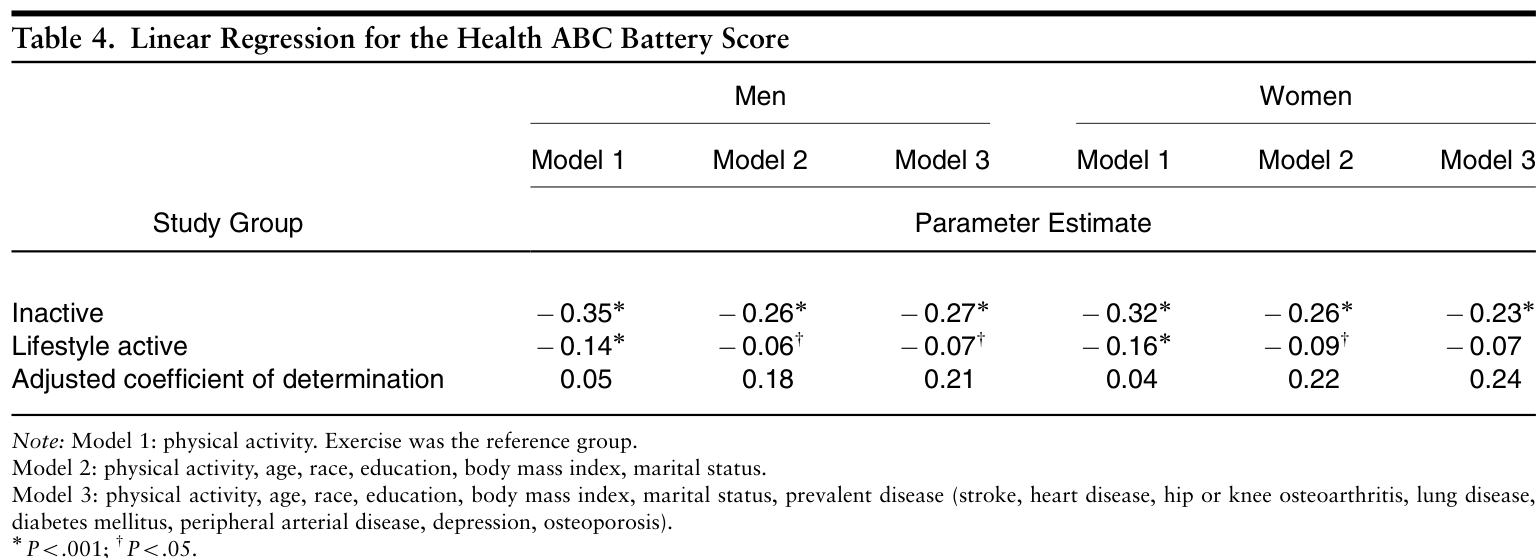 Table 4. Linear Regression for the Health ABC Battery Score
Men Women
Model 1 Model 2 Model 3 Model 1 Model 2 Model 3
Study Group Parameter Estimate
Inactive − 0.35* − 0.26* − 0.27* − 0.32* − 0.26* − 0.23*
Lifestyle active − 0.14* − 0.06† − 0.07† − 0.16* − 0.09† − 0.07
Adjusted coefficient of determination 0.05 0.18 0.21 0.04 0.22 0.24
Note: Model 1: physical activity. Exercise was the reference group.
Model 2: physical activity, age, race, education, body mass index, marital status.
Model 3: physical activity, age, race, education, body mass index, marital status, prevalent disease (stroke, heart disease, hip or knee osteoarthritis, lung disease,
diabetes mellitus, peripheral arterial disease, depression, osteoporosis).
* P<.001; † P<.05.